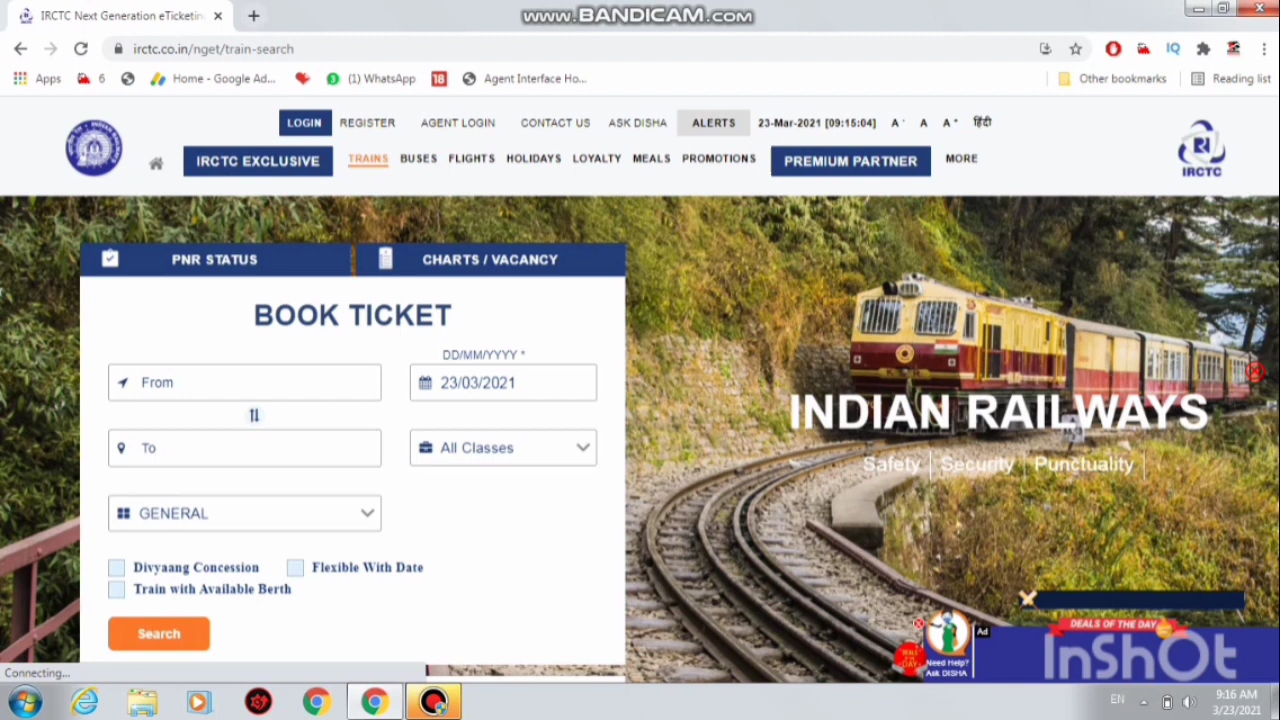 www.BANDICAM.com
IRCTC Next Generation eTicketing
irctc.co.in/nget/train-search
IQ
Apps
6
Home - Google Ad...
3
(1) WhatsApp
18
Agent Interface Ho...
Other bookmarks
Reading list
LOGIN
REGISTER
AGENT LOGIN
CONTACT US
ASK DISHA
ALERTS
23-Mar-2021 [09:15:04]
A-
A
A+
हिंदी
IRCTC EXCLUSIVE
TRAINS
BUSES
FLIGHTS
HOLIDAYS
LOYALTY
MEALS
PROMOTIONS
PREMIUM PARTNER
MORE
IRCTC
PNR STATUS
CHARTS / VACANCY
BOOK TICKET
DD/MM/YYYY *
From
23/03/2021
To
All Classes
GENERAL
Divyaang Concession
Flexible With Date
Train with Available Berth
Search
INDIAN RAILWAYS
Safety
Security
Punctuality
DEALS OF THE DAY
Ad
Need Help?
Ask DISHA
InShOt
Connecting...
EN
9:16 AM
3/23/2021